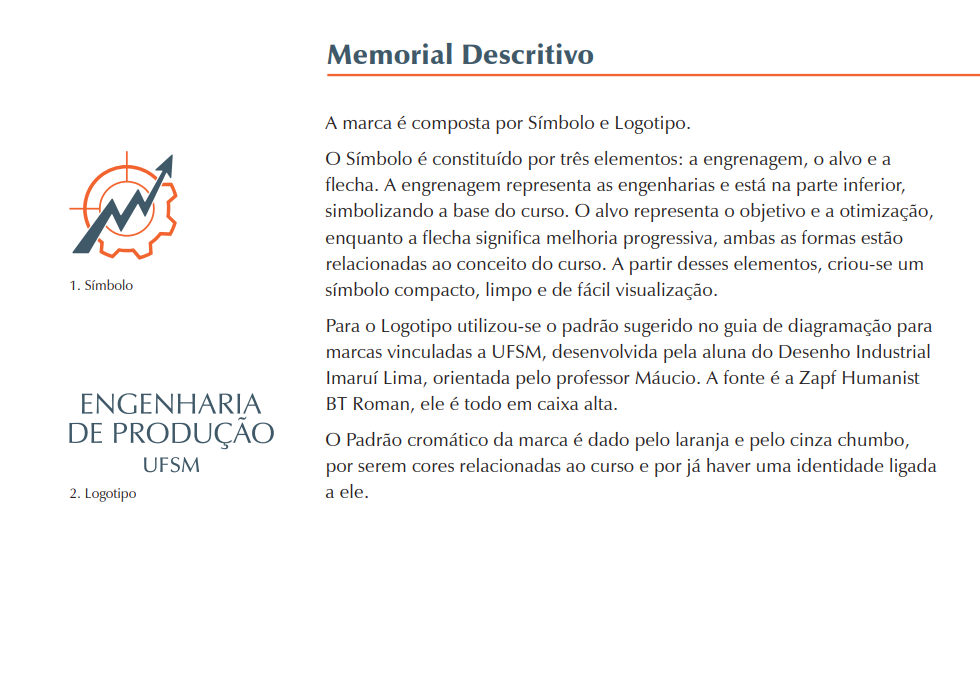 Memorial Descritivo
A marca é composta por Símbolo e Logotipo.
O Símbolo é constituído por três elementos: a engrenagem, o alvo e a
flecha. A engrenagem representa as engenharias e está na parte inferior,
simbolizando a base do curso. O alvo representa o objetivo e a otimização,
enquanto a flecha significa melhoria progressiva, ambas as formas estão
relacionadas ao conceito do curso. A partir desses elementos, criou-se um
símbolo compacto, limpo e de fácil visualização.
1. Símbolo
Para o Logotipo utilizou-se o padrão sugerido no guia de diagramação para
marcas vinculadas a UFSM, desenvolvida pela aluna do Desenho Industrial
Imaruí Lima, orientada pelo professor Máucio. A fonte é a Zapf Humanist
BT Roman, ele é todo em caixa alta.
ENGENHARIA
DE PRODUÇÃO
UFSM
2. Logotipo
O Padrão cromático da marca é dado pelo laranja e pelo cinza chumbo,
por serem cores relacionadas ao curso e por já haver uma identidade ligada
a ele.